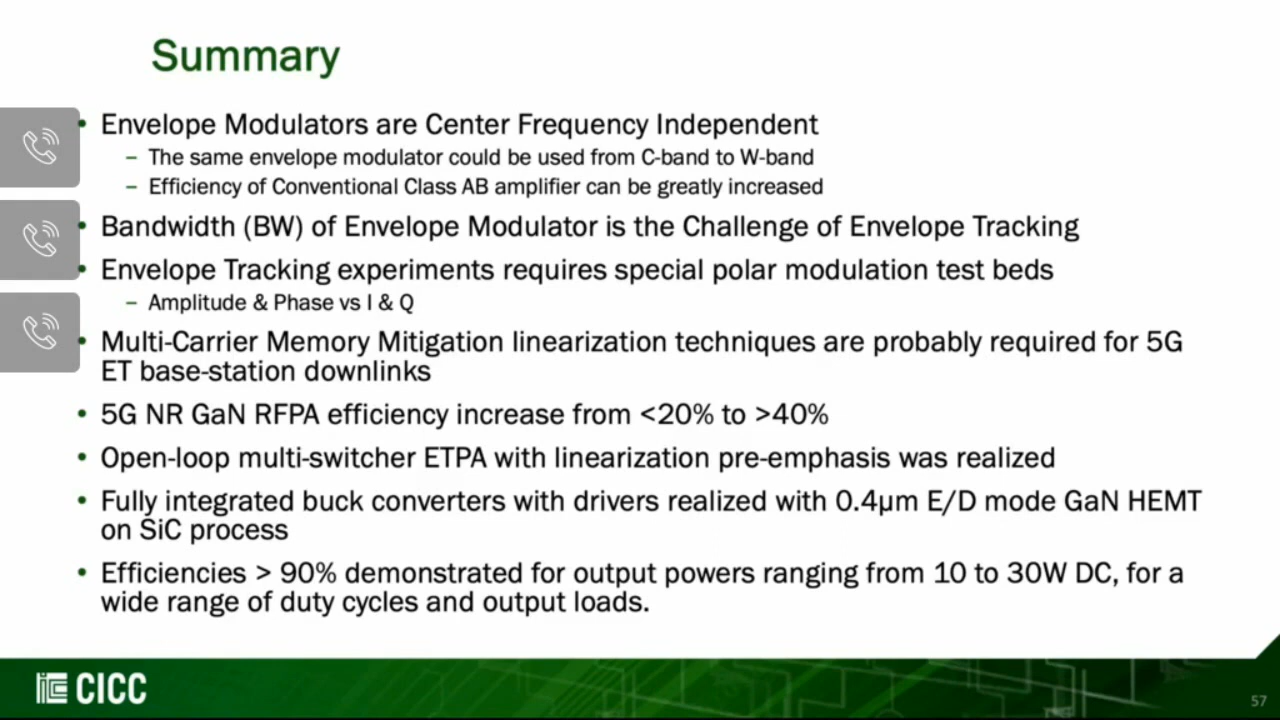 Summary
• Envelope Modulators are Center Frequency Independent
– The same envelope modulator could be used from C-band to W-band
– Efficiency of Conventional Class AB amplifier can be greatly increased
• Bandwidth (BW) of Envelope Modulator is the Challenge of Envelope Tracking
• Envelope Tracking experiments requires special polar modulation test beds
– Amplitude & Phase vs I & Q
• Multi-Carrier Memory Mitigation linearization techniques are probably required for 5G
ET base-station downlinks
• 5G NR GaN RFPA efficiency increase from <20% to >40%
• Open-loop multi-switcher ETPA with linearization pre-emphasis was realized
• Fully integrated buck converters with drivers realized with 0.4µm E/D mode GaN HEMT
on SiC process
• Efficiencies > 90% demonstrated for output powers ranging from 10 to 30W DC, for a
wide range of duty cycles and output loads.
CICC
57